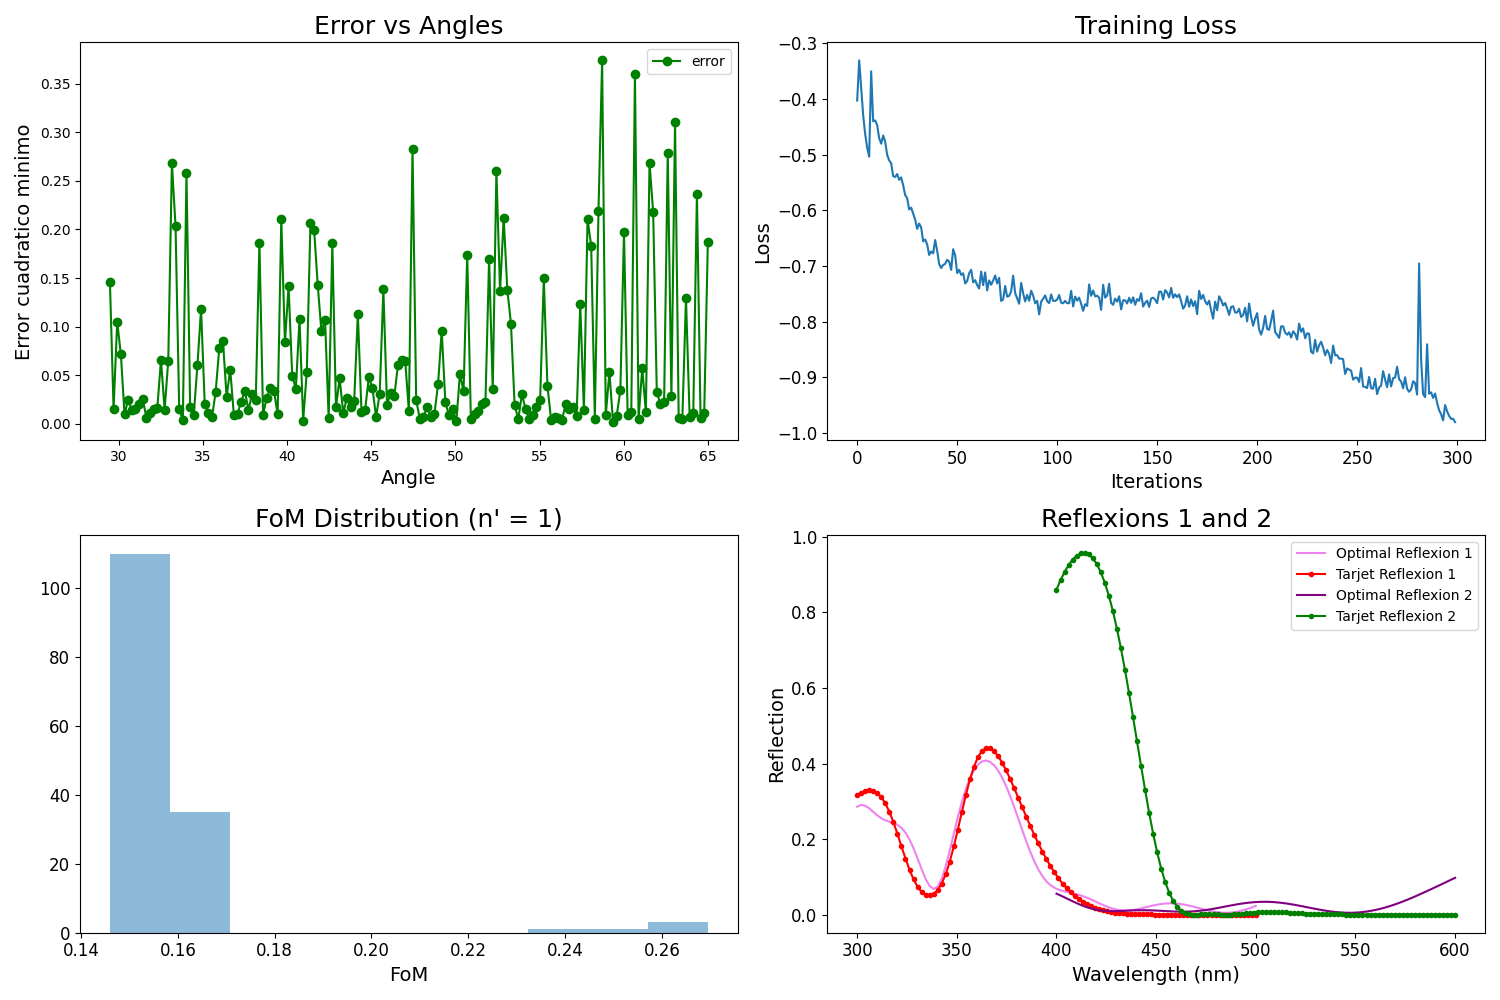 Error vs Angles
Error cuadratico minimo
0.35
0.30
0.25
0.20
0.15
0.10
0.05
0.00
error
30 35 40 45 50 55 60 65
Angle
Training Loss
Loss
−0.3
−0.4
−0.5
−0.6
−0.7
−0.8
−0.9
−1.0
0 50 100 150 200 250 300
Iterations
FoM Distribution (n' = 1)
100
80
60
40
20
0
0.14 0.16 0.18 0.20 0.22 0.24 0.26
FoM
Reflexions 1 and 2
Reflection
1.0
0.8
0.6
0.4
0.2
0.0
Optimal Reflexion 1
Tarjet Reflexion 1
Optimal Reflexion 2
Tarjet Reflexion 2
300 350 400 450 500 550 600
Wavelength (nm)